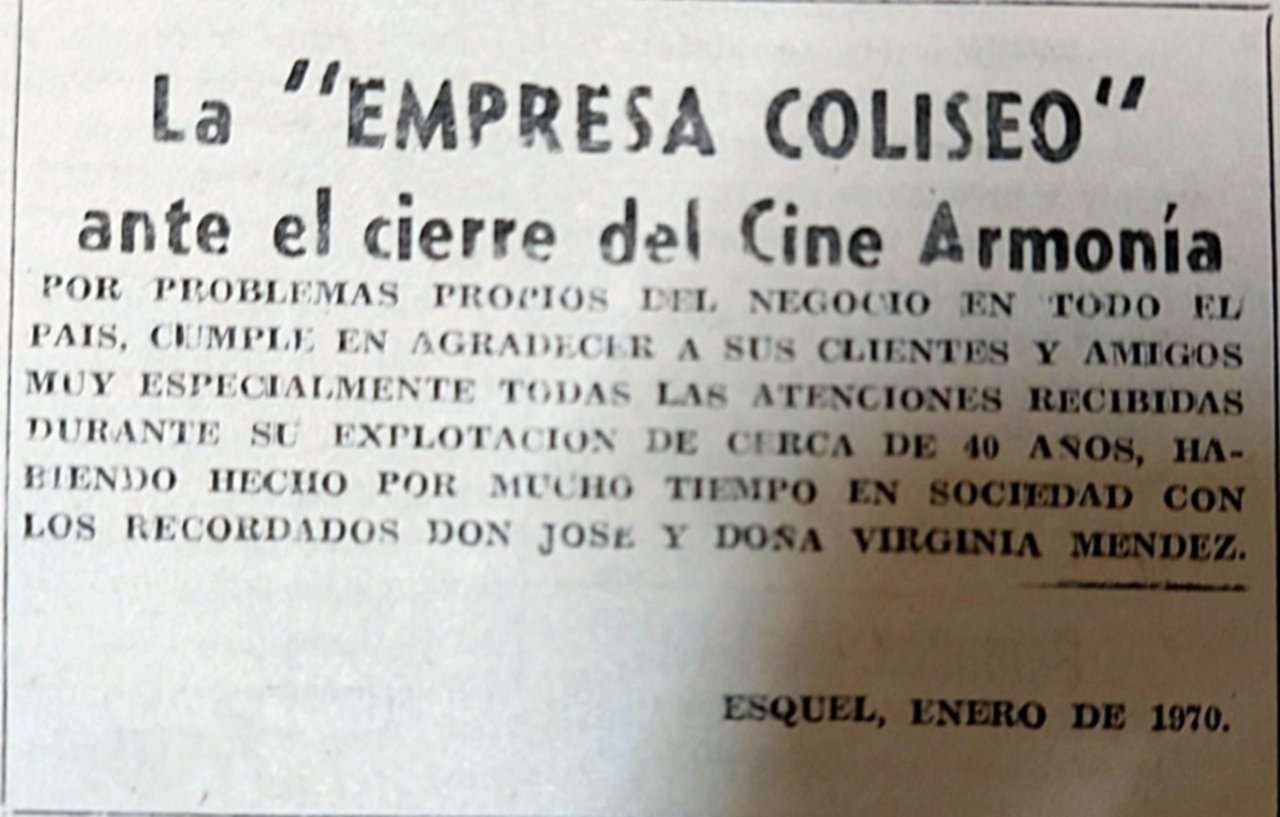 La "EMPRESA COLISEO"
ante el cierre del Cine Armonía
POR PROBLEMAS PROPIOS DEL NEGOCIO EN TODO EL
PAIS, CUMPLE EN AGRADECER A SUS CLIENTES Y AMIGOS
MUY ESPECIALMENTE TODAS LAS ATENCIONES RECIBIDAS
DURANTE SU EXPLOTACION DE CERCA DE 40 AÑOS, HA-
BIENDO HECHO POR MUCHO TIEMPO EN SOCIEDAD CON
LOS RECORDADOS DON JOSE Y DOÑA VIRGINIA MENDEZ.
ESQUEL, ENERO DE 1970.